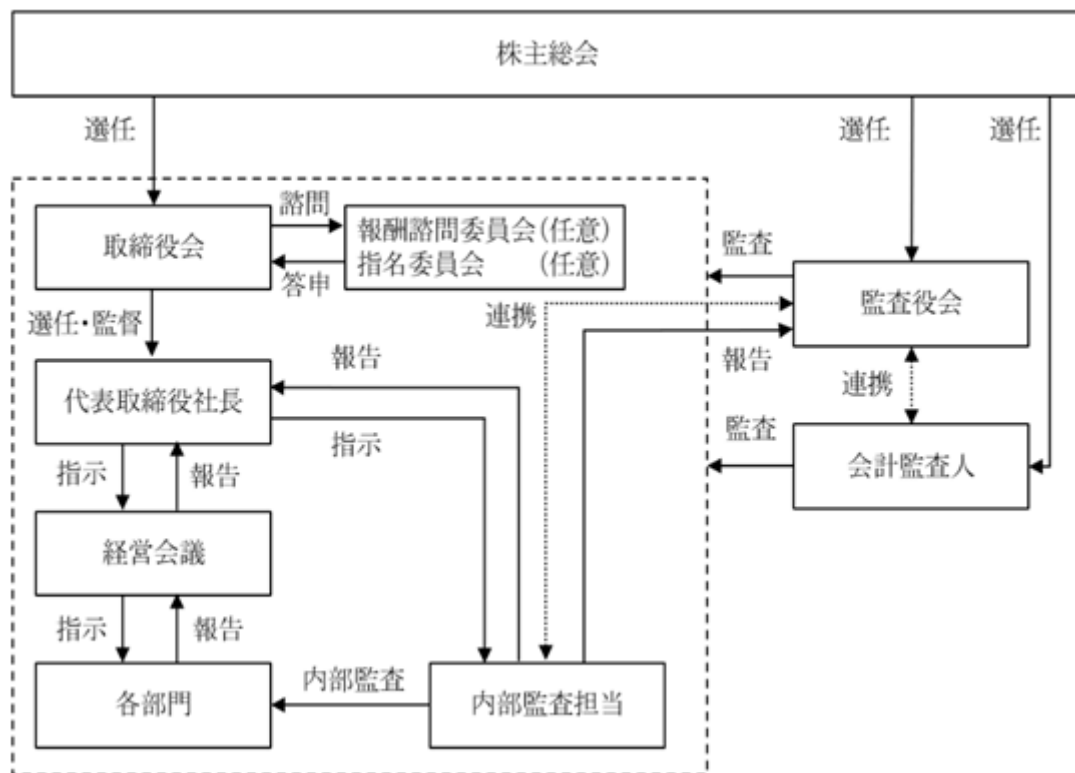 株主総会
選任
選任
選任
諮問
取締役会
報酬諮問委員会(任意)
指名委員会 (任意)
答申
監査
監査役会
選任・監督
連携
報告
報告
代表取締役社長
連携
指示
監査
会計監査人
指示
報告
経営会議
指示
報告
内部監査
各部門
内部監査担当